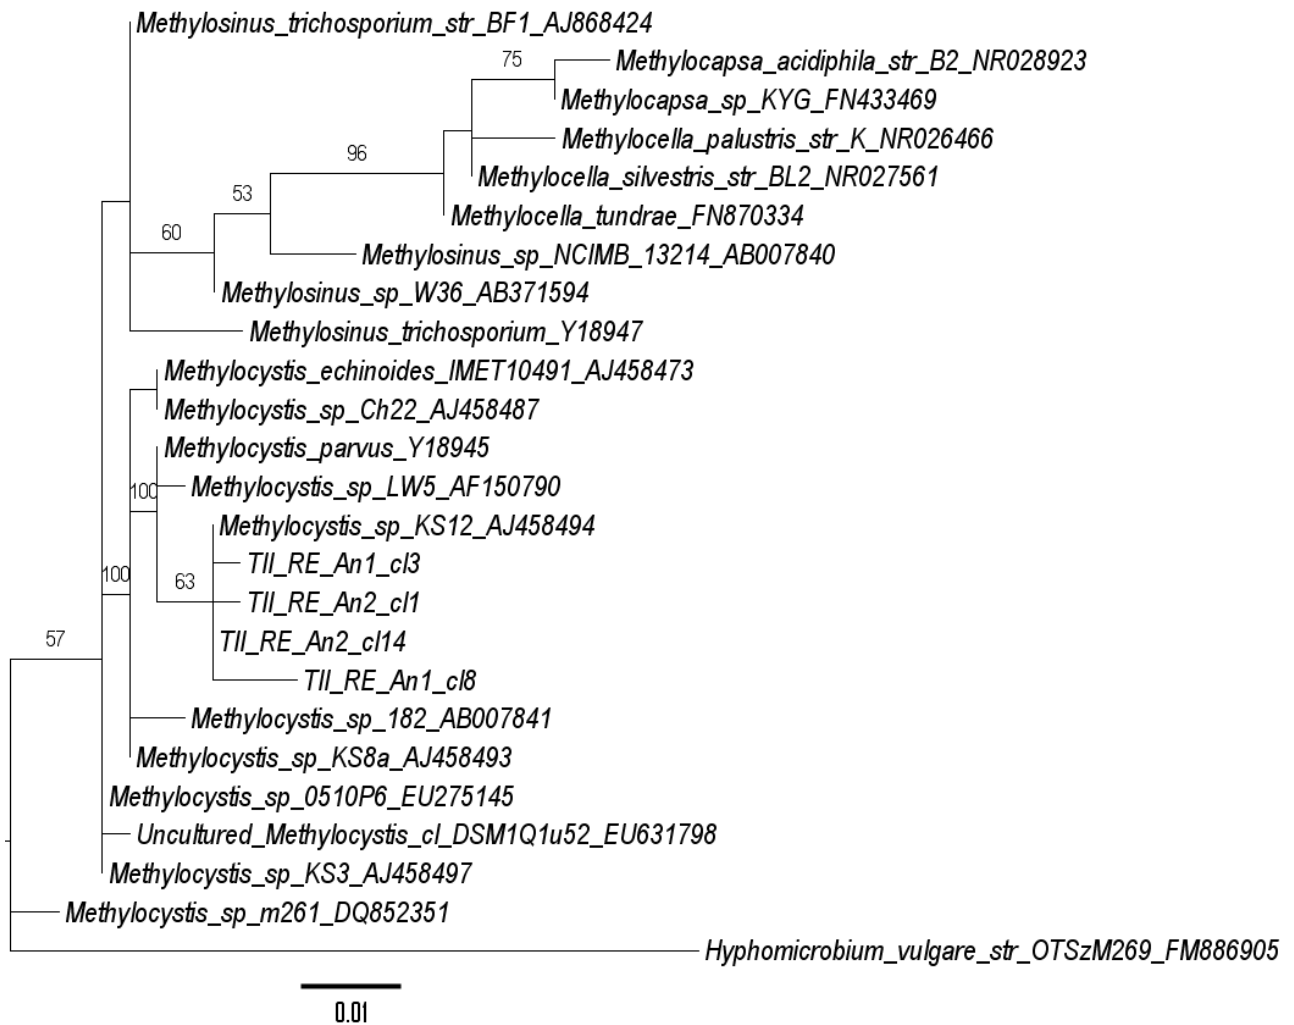 Methylosinus_trichosporium_str_BF1_AJ868424
75
Methylocapsa_acidiphila_str_B2_NR028923
Methylocapsa_sp_KYG_FN433469
Methylocella_palustris_str_K_NR026466
96
Methylocella_silvestris_str_BL2_NR027561
53
Methylocella_tundrae_FN870334
60
Methylosinus_sp_NCIMB_13214_AB007840
Methylosinus_sp_W36_AB371594
Methylosinus_trichosporium_Y18947
Methylocystis_echinoides_IMET10491_AJ458473
Methylocystis_sp_Ch22_AJ458487
Methylocystis_parvus_Y18945
100
Methylocystis_sp_LW5_AF150790
Methylocystis_sp_KS12_AJ458494
TII_RE_An1_cl3
100
63
TII_RE_An2_cl1
TII_RE_An2_cl14
57
TII_RE_An1_cl8
Methylocystis_sp_182_AB007841
Methylocystis_sp_KS8a_AJ458493
Methylocystis_sp_0510P6_EU275145
Uncultured_Methylocystis_cl_DSM1Q1u52_EU631798
Methylocystis_sp_KS3_AJ458497
Methylocystis_sp_m261_DQ852351
Hyphomicrobium_vulgare_str_OTSzM269_FM886905
0.01